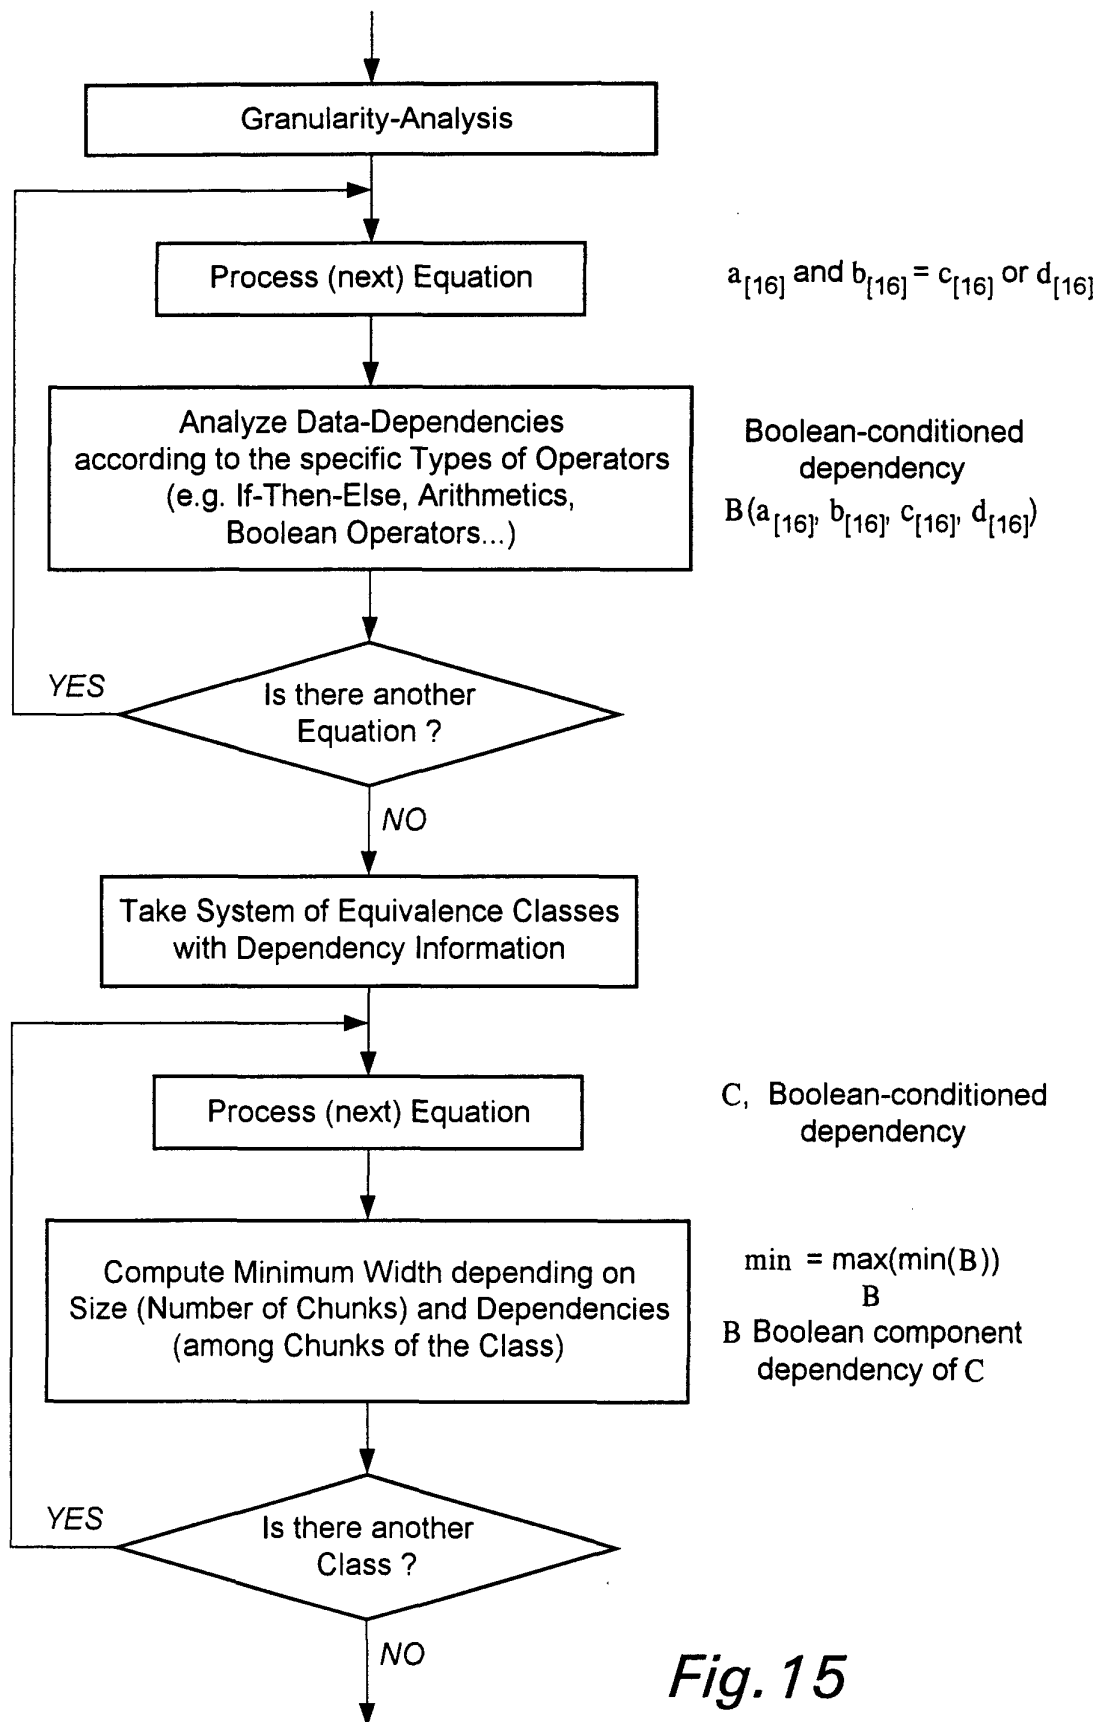 Granularity-Analysis
Process (next) Equation
a[16] and b[16] = c[16] or d[16]
Analyze Data-Dependencies
according to the specific Types of Operators
(e.g. If-Then-Else, Arithmetics,
Boolean Operators...)
Boolean-conditioned
dependency
B(a[16], b[16], c[16], d[16])
YES
Is there another
Equation ?
NO
Take System of Equivalence Classes
with Dependency Information
Process (next) Equation
C, Boolean-conditioned
dependency
Compute Minimum Width depending on
Size (Number of Chunks) and Dependencies
(among Chunks of the Class)
min = max(min(B))
B
B Boolean component
dependency of C
YES
Is there another
Class ?
NO
Fig. 15